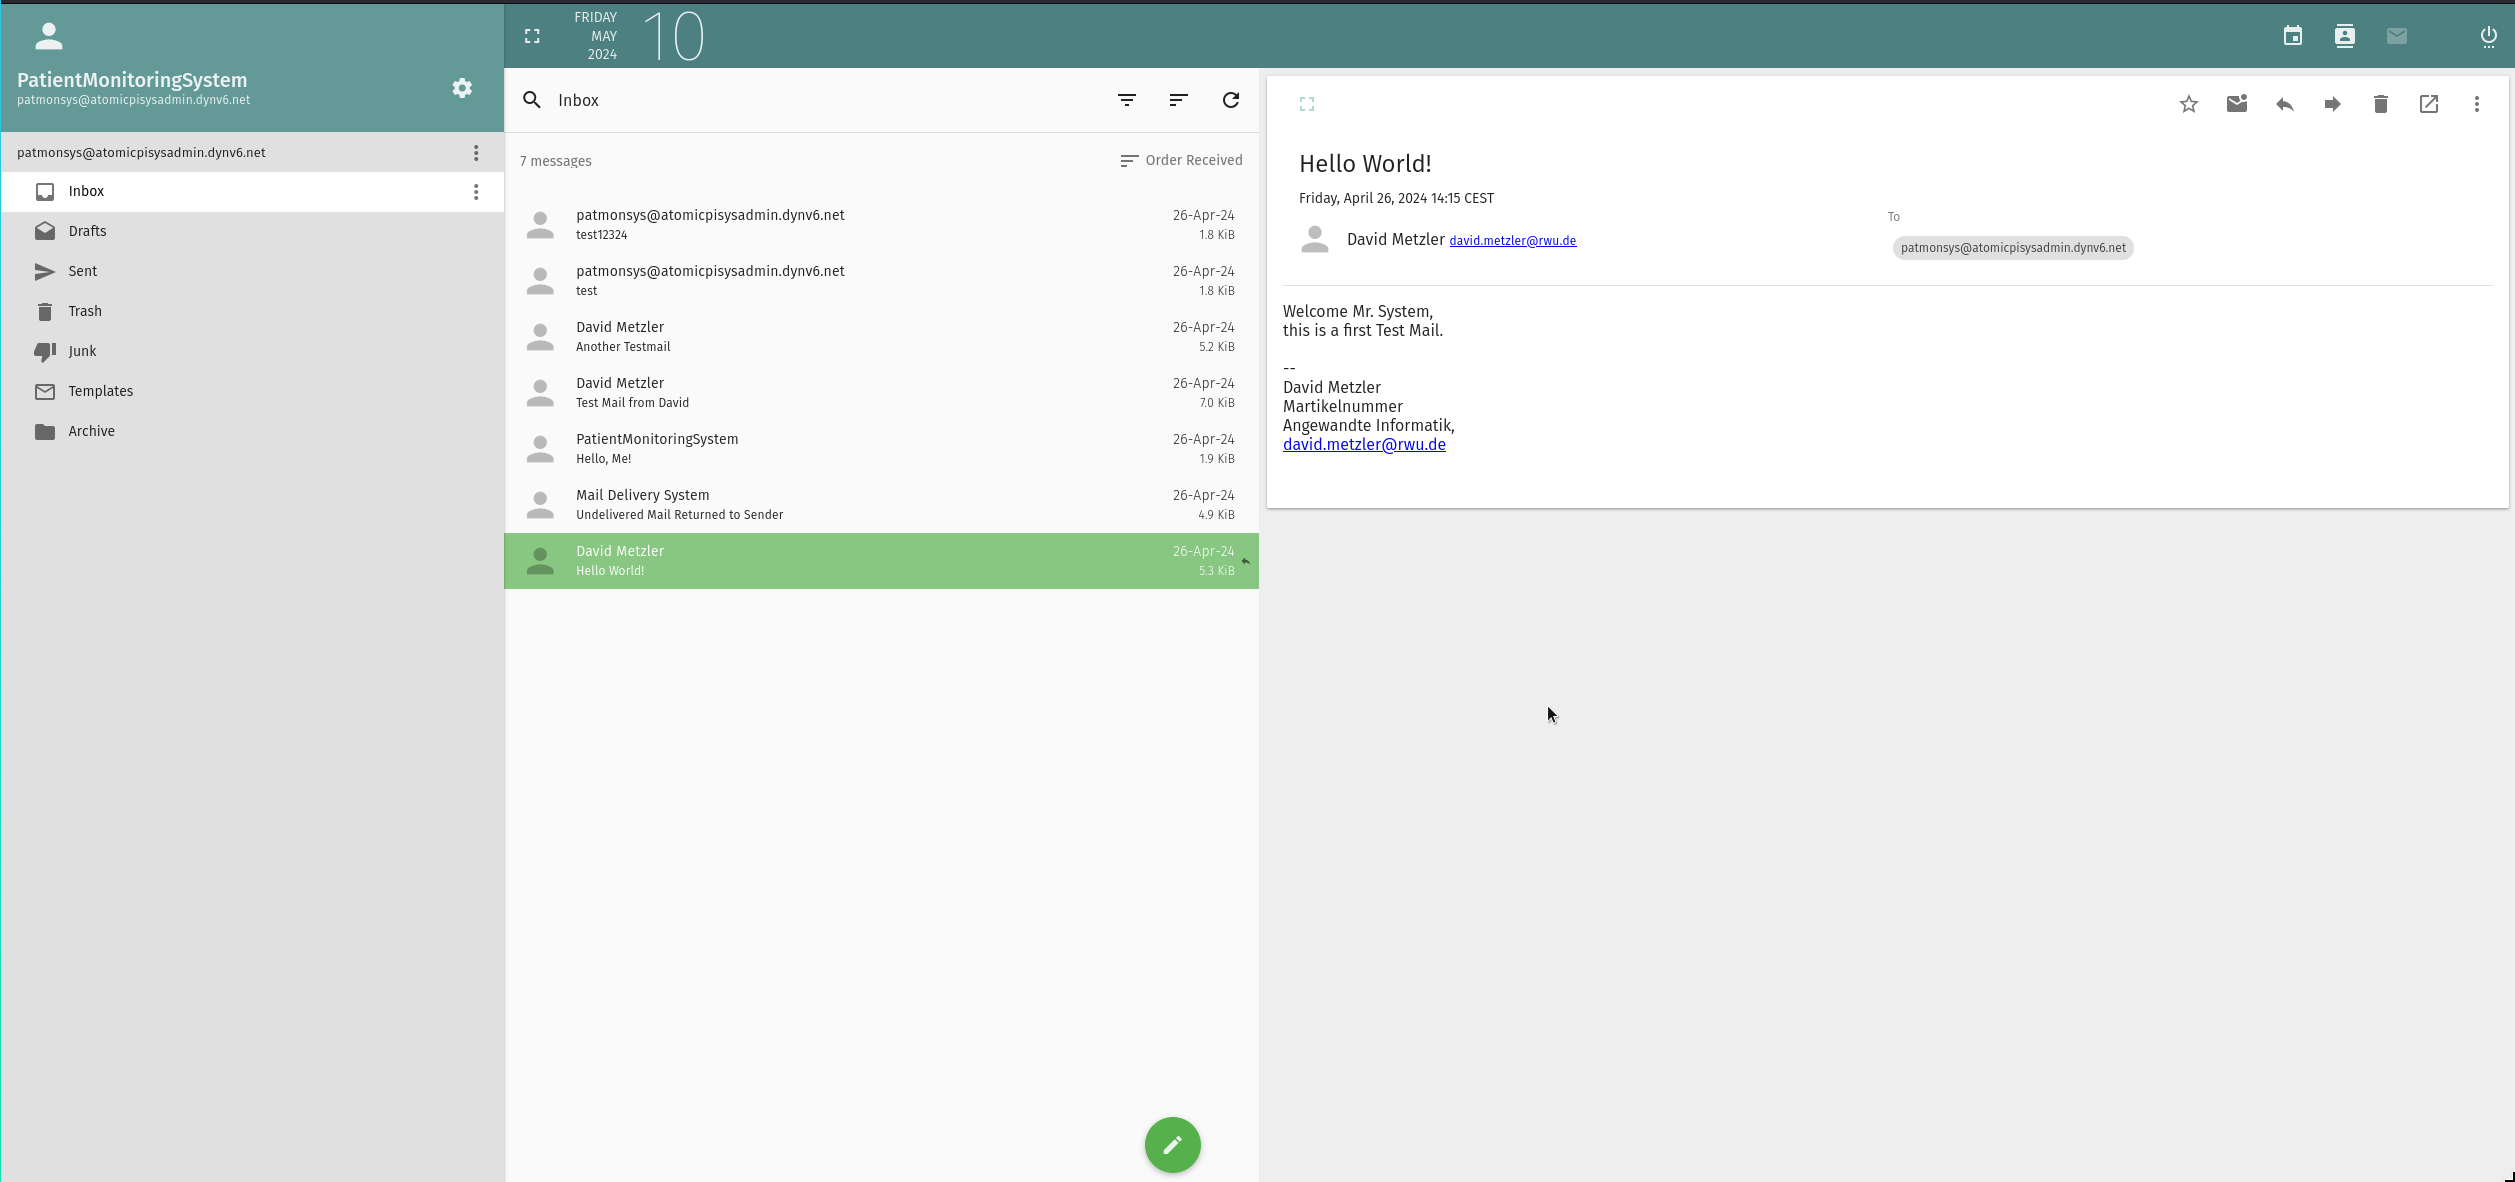 PatientMonitoringSystem
patmonsys@atomicpisysadmin.dynv6.net
patmonsys@atomicpisysadmin.dynv6.net
Inbox
Drafts
Sent
Trash
Junk
Templates
Archive
FRIDAY
MAY
2024
10
Inbox
7 messages
Order Received
patmonsys@atomicpisysadmin.dynv6.net 26-Apr-24
test12324 1.8 KiB
patmonsys@atomicpisysadmin.dynv6.net 26-Apr-24
test 1.8 KiB
David Metzler 26-Apr-24
Another Testmail 5.2 KiB
David Metzler 26-Apr-24
Test Mail from David 7.0 KiB
PatientMonitoringSystem 26-Apr-24
Hello, Me! 1.9 KiB
Mail Delivery System 26-Apr-24
Undelivered Mail Returned to Sender 4.9 KiB
David Metzler 26-Apr-24
Hello World! 5.3 KiB
Hello World!
Friday, April 26, 2024 14:15 CEST
David Metzler david.metzler@rwu.de
To
patmonsys@atomicpisysadmin.dynv6.net
Welcome Mr. System,
this is a first Test Mail.
--
David Metzler
Martikelnummer
Angewandte Informatik,
david.metzler@rwu.de